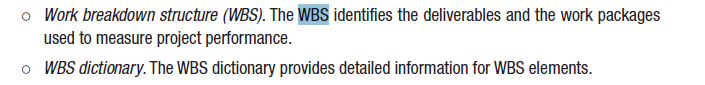 ○ Work breakdown structure (WBS). The WBS identifies the deliverables and the work packages
used to measure project performance.
○ WBS dictionary. The WBS dictionary provides detailed information for WBS elements.